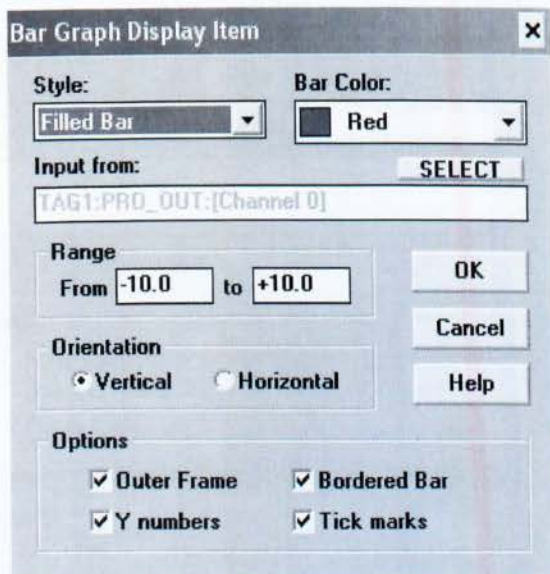 Bar Graph Display Item
Style: Bar Color:
Filled Bar Red
Input from: SELECT
TAG1:PRO_OUT:[Channel 0]
Range
From -10.0 to +10.0
OK
Cancel
Orientation
Vertical Horizontal
Help
Options
Outer Frame Bordered Bar
Y numbers Tick marks